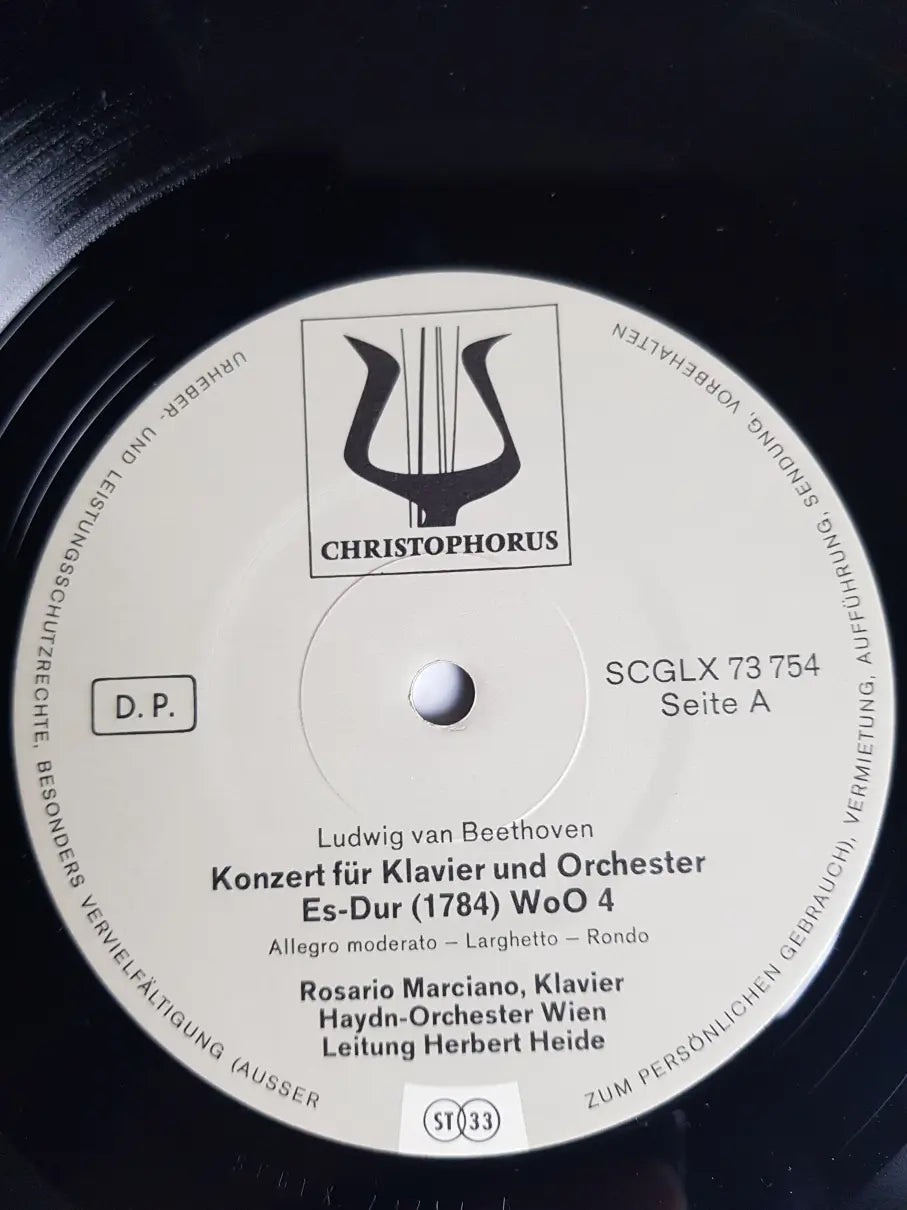 CHRISTOPHORUS
D. P.
SCGLX 73 754
Seite A
Ludwig van Beethoven
Konzert für Klavier und Orchester
Es-Dur (1784) WoO 4
Allegro moderato – Larghetto – Rondo
Rosario Marciano, Klavier
Haydn-Orchester Wien
Leitung Herbert Heide
ST 33
URHEBER- UND LEISTUNGSSCHUTZRECHTE, BESONDERS VERVIELFÄLTIGUNG (AUSSER
ZUM PERSÖNLICHEN GEBRAUCH), VERMIETUNG, AUFFÜHRUNG, SENDUNG, VORBEHALTEN